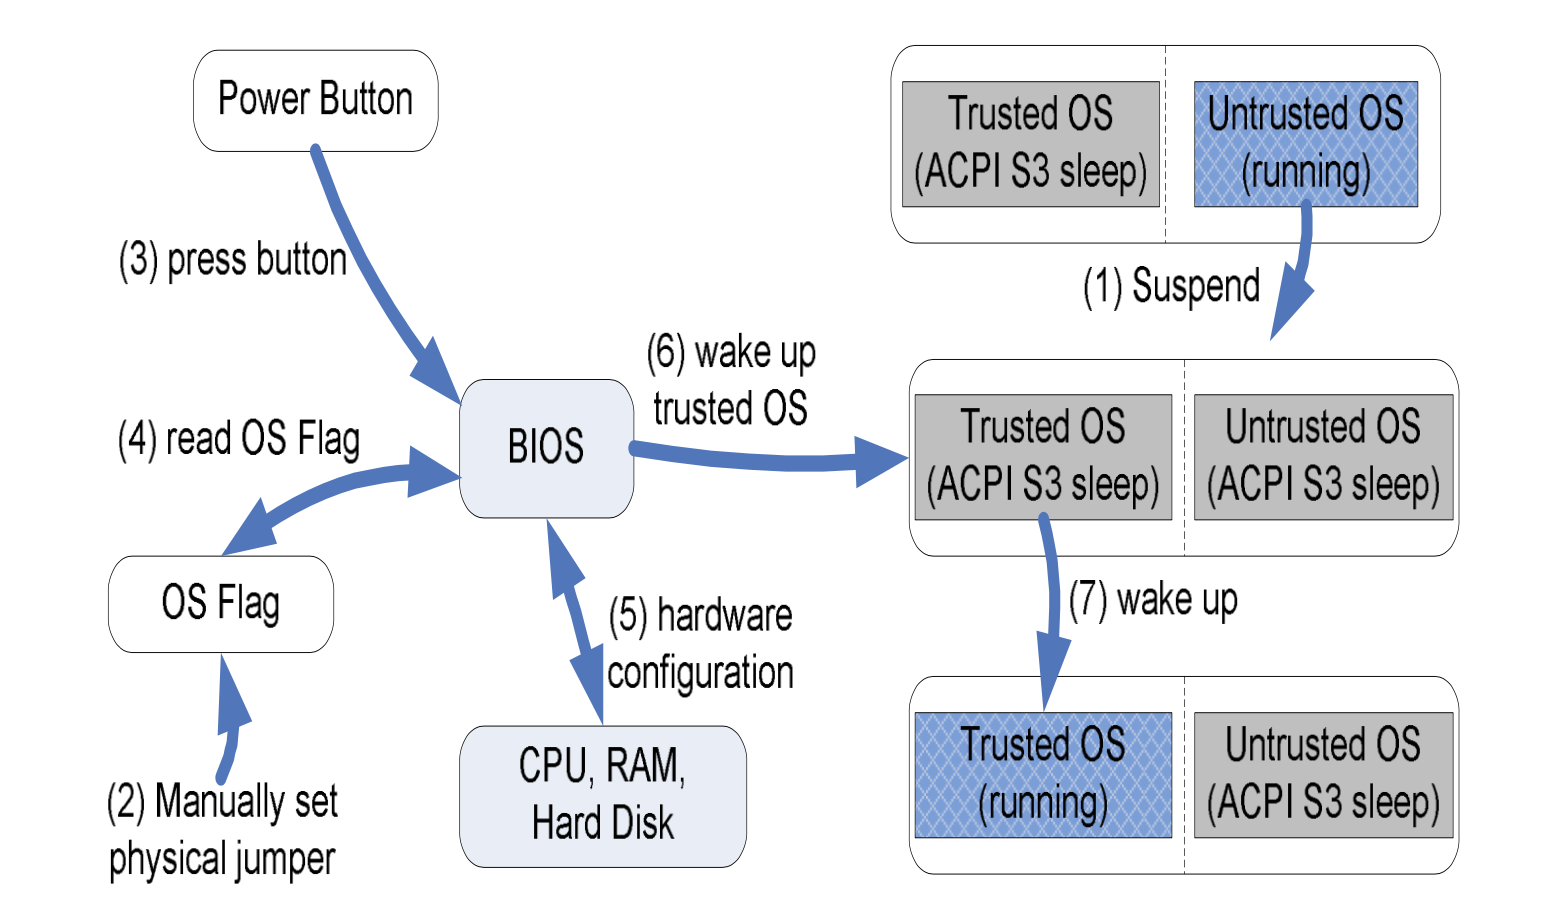 Power Button
Trusted OS
(ACPI S3 sleep)
Untrusted OS
(running)
(3) press button
(1) Suspend
(6) wake up
trusted OS
(4) read OS Flag
BIOS
Trusted OS
(ACPI S3 sleep)
Untrusted OS
(ACPI S3 sleep)
OS Flag
(5) hardware
configuration
(7) wake up
(2) Manually set
physical jumper
CPU, RAM,
Hard Disk
Trusted OS
(running)
Untrusted OS
(ACPI S3 sleep)